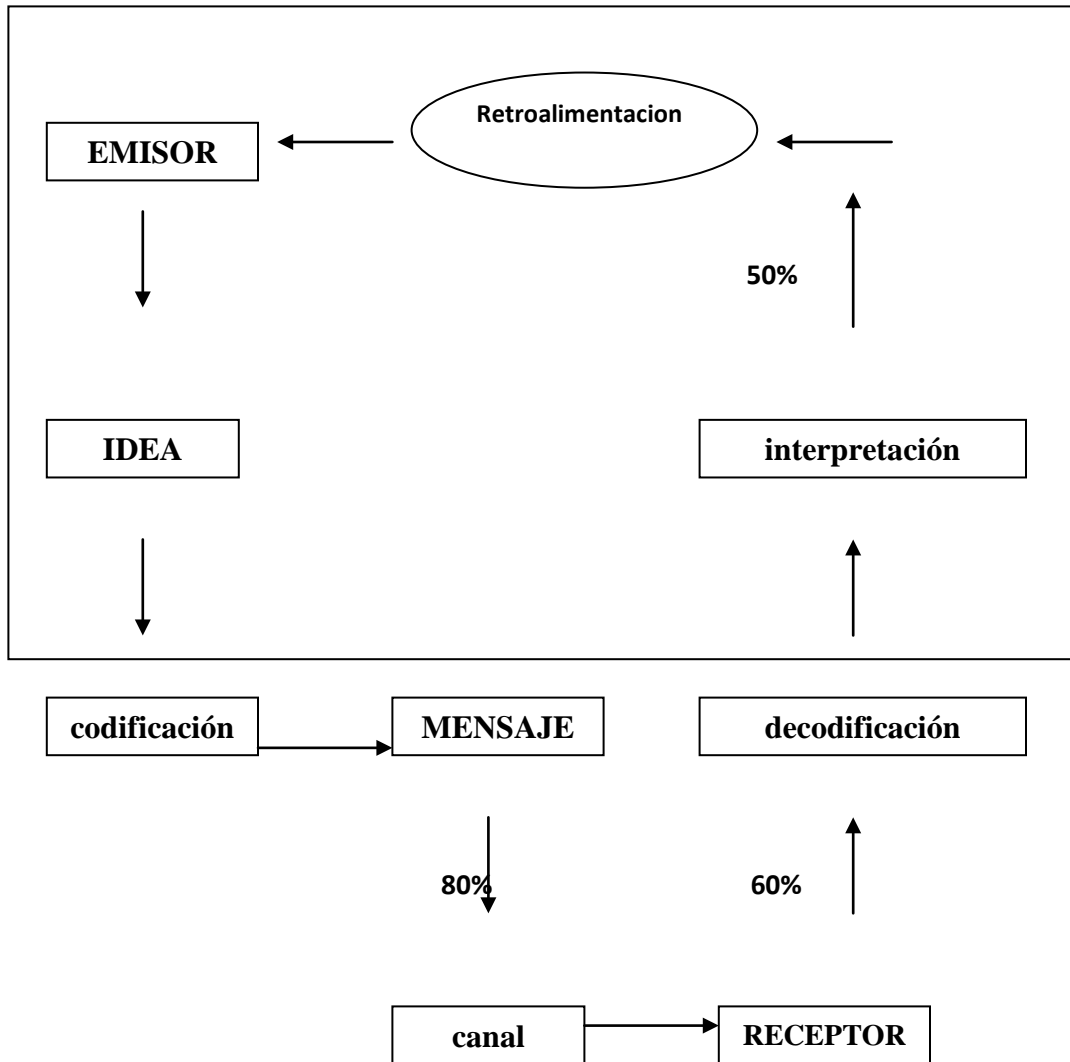 Retroalimentacion
EMISOR
50%
IDEA
interpretación
codificación
MENSAJE
decodificación
80%
60%
canal
RECEPTOR